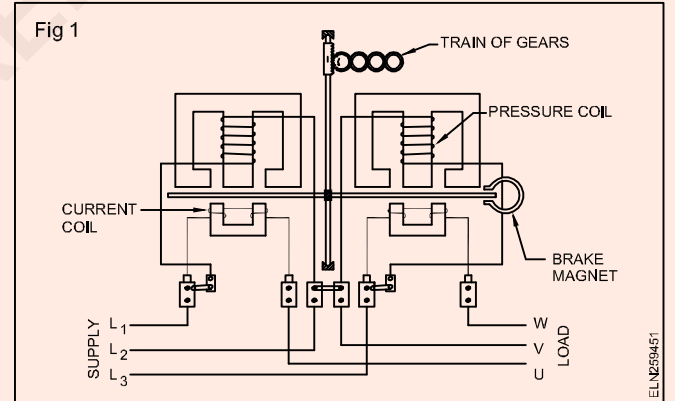 Fig 1
TRAIN OF GEARS
PRESSURE COIL
CURRENT
COIL
BRAKE
MAGNET
SUPPLY
L1
L2
L3
W
V
U
LOAD
ELN259451